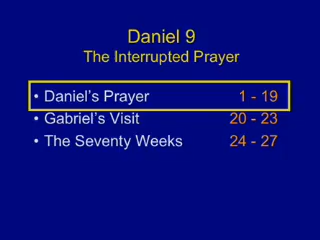 Daniel 9
The Interrupted Prayer
• Daniel's Prayer 1 - 19
• Gabriel's Visit 20 - 23
• The Seventy Weeks 24 - 27